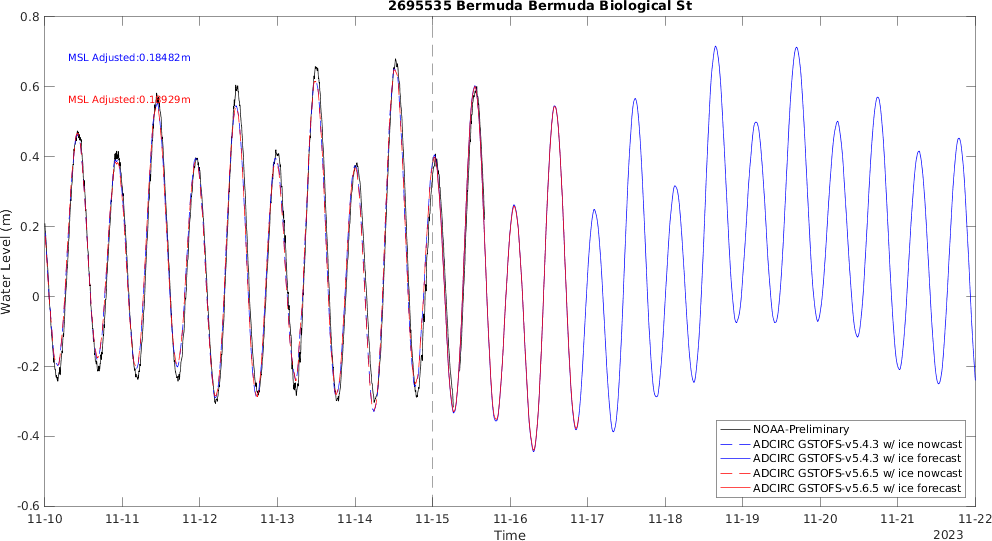 2695535 Bermuda Bermuda Biological St
MSL Adjusted:0.18482m
MSL Adjusted:0.18929m
Water Level (m)
0.8
0.6
0.4
0.2
0
-0.2
-0.4
-0.6
NOAA-Preliminary
ADCIRC GSTOFS-v5.4.3 w/ ice nowcast
ADCIRC GSTOFS-v5.4.3 w/ ice forecast
ADCIRC GSTOFS-v5.6.5 w/ ice nowcast
ADCIRC GSTOFS-v5.6.5 w/ ice forecast
11-10 11-11 11-12 11-13 11-14 11-15 11-16 11-17 11-18 11-19 11-20 11-21 11-22
Time
2023